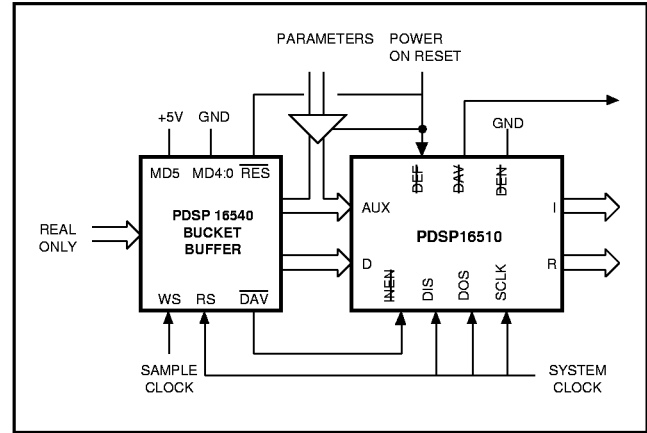 PARAMETERS
POWER
ON RESET
+5V
GND
GND
MD5
MD4:0
RES
DEF
DAV
DEN
REAL
ONLY
PDSP 16540
BUCKET
BUFFER
AUX
D
PDSP16510
I
R
WS
RS
DAV
INEN
DIS
DOS
SCLK
SAMPLE
CLOCK
SYSTEM
CLOCK